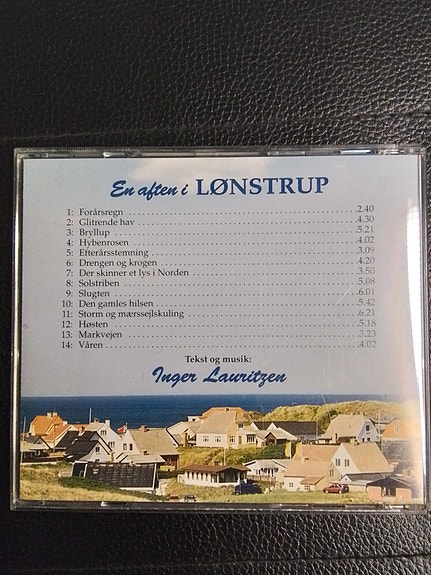 En aften i LØNSTRUP
1: Forårsregn 2.40
2: Glitrende hav 4.30
3: Bryllup 5.21
4: Hybenrosen 4.02
5: Efterårsstemning 3.09
6: Drengen og krogen 4.20
7: Der skinner et lys i Norden 3.50
8: Solstriben 5.08
9: Slugten 6.01
10: Den gamles hilsen 5.42
11: Storm og mærssejlskuling 6.21
12: Høsten 5.18
13: Markvejen 3.23
14: Våren 4.02
Tekst og musik:
Inger Lauritzen